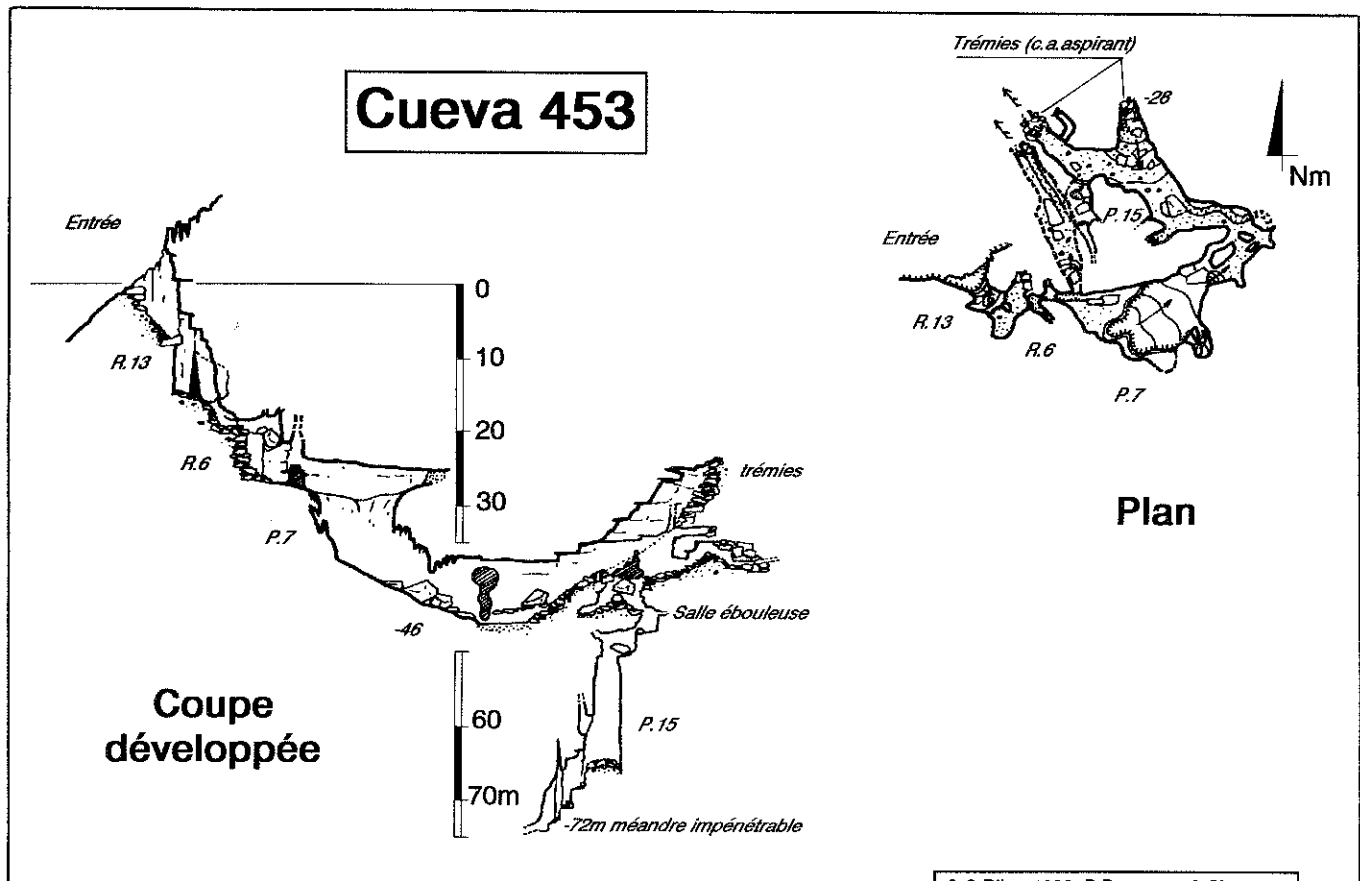 Cueva 453
Trémies (c.a.aspirant)
-28
Nm
P.15
Entrée
R.13
R.6
P.7
Plan
Entrée
0
R.13
10
20
R.6
trémies
30
P.7
Salle ébouleuse
-46
Coupe
développée
60
P.15
70m
-72m méandre impénétrable